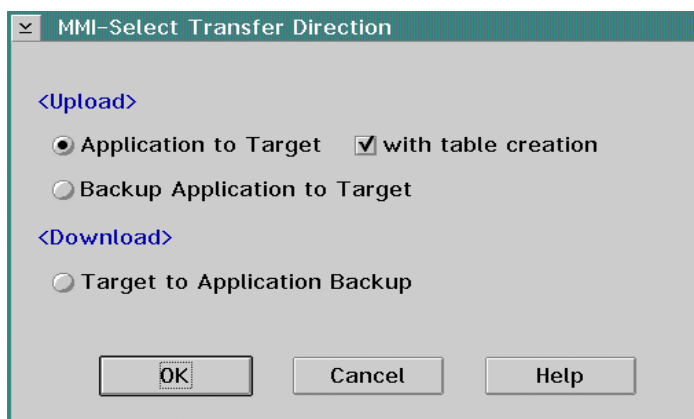 MMI-Select Transfer Direction
<Upload>
Application to Target with table creation
Backup Application to Target
<Download>
Target to Application Backup
OK Cancel Help